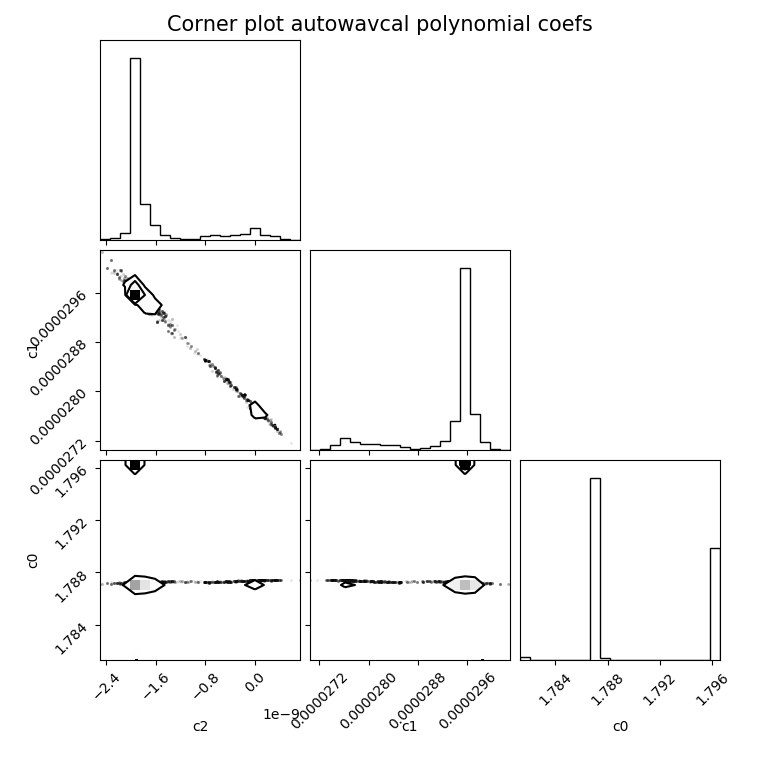 Corner plot autowavcal polynomial coefs
0.0000296
0.0000288
0.0000280
0.0000272
c1
1.796
1.792
1.788
1.784
c0
−2.4 −1.6 −0.8 0.0
1e−9
c2
0.0000272 0.0000280 0.0000288 0.0000296
c1
1.784 1.788 1.792 1.796
c0